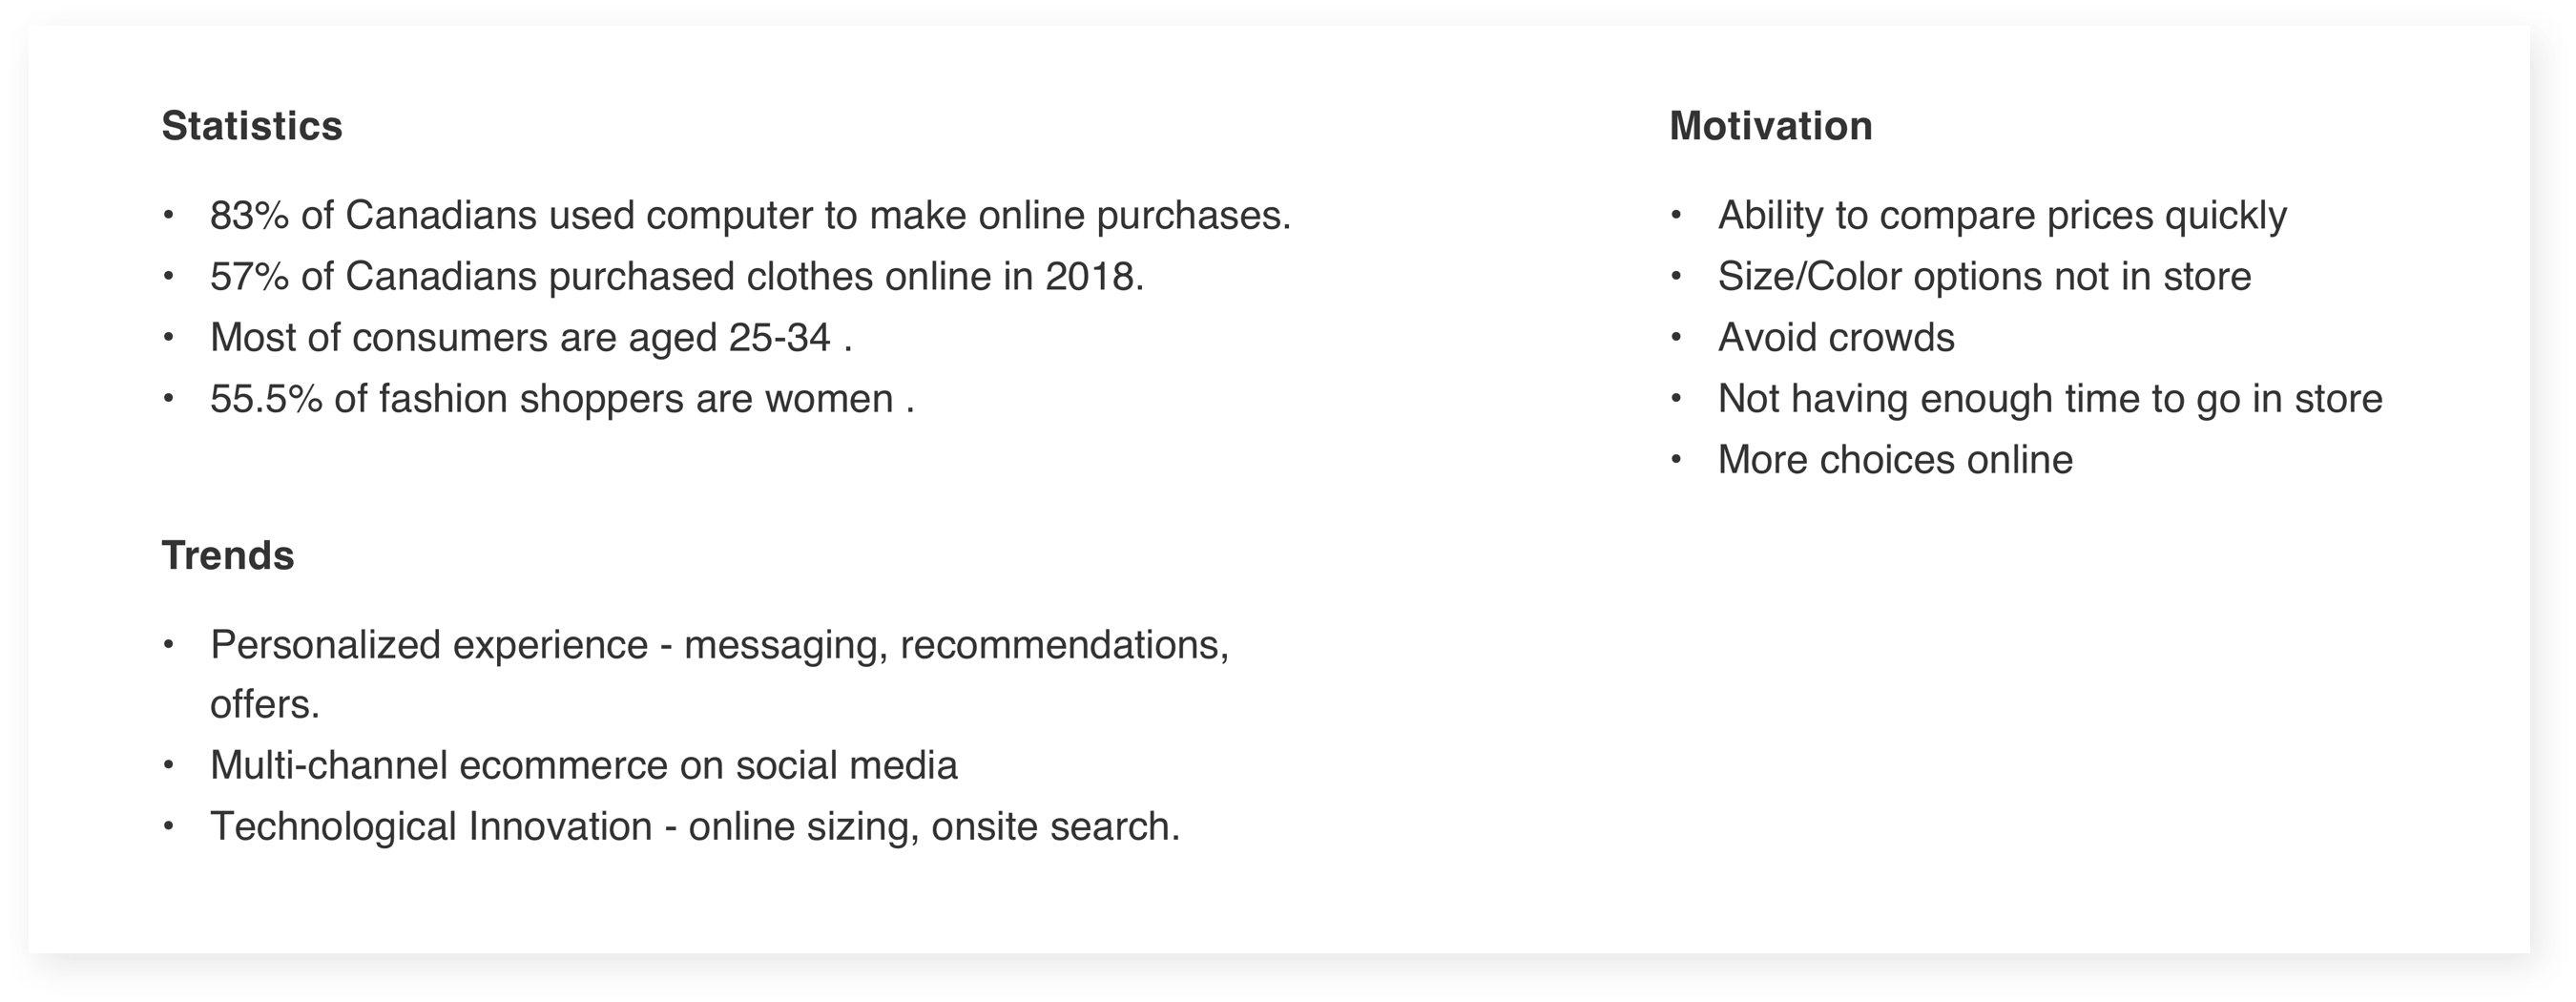 Statistics
• 83% of Canadians used computer to make online purchases.
• 57% of Canadians purchased clothes online in 2018.
• Most of consumers are aged 25-34 .
• 55.5% of fashion shoppers are women .
Trends
• Personalized experience - messaging, recommendations,
offers.
• Multi-channel ecommerce on social media
• Technological Innovation - online sizing, onsite search.
Motivation
• Ability to compare prices quickly
• Size/Color options not in store
• Avoid crowds
• Not having enough time to go in store
• More choices online